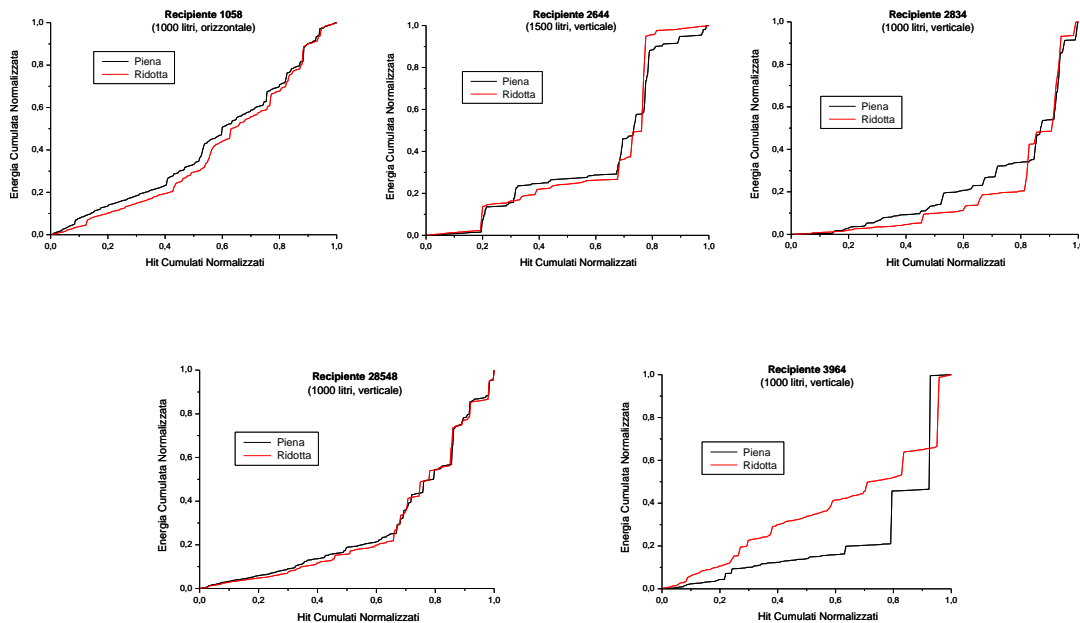 Recipiente 1058
(1000 litri, orizzontale)
Energia Cumulata Normalizzata
1,0
0,8
0,6
0,4
0,2
0,0
Piena
Ridotta
0,0 0,2 0,4 0,6 0,8 1,0
Hit Cumulati Normalizzati
Recipiente 2644
(1500 litri, verticale)
Energia Cumulata Normalizzata
1,0
0,8
0,6
0,4
0,2
0,0
Piena
Ridotta
0,0 0,2 0,4 0,6 0,8 1,0
Hit Cumulati Normalizzati
Recipiente 2834
(1000 litri, verticale)
Energia Cumulata Normalizzata
1,0
0,8
0,6
0,4
0,2
0,0
Piena
Ridotta
0,0 0,2 0,4 0,6 0,8 1,0
Hit Cumulati Normalizzati
Recipiente 28548
(1000 litri, verticale)
Energia Cumulata Normalizzata
1,0
0,8
0,6
0,4
0,2
0,0
Piena
Ridotta
0,0 0,2 0,4 0,6 0,8 1,0
Hit Cumulati Normalizzati
Recipiente 3964
(1000 litri, verticale)
Energia Cumulata Normalizzata
1,0
0,8
0,6
0,4
0,2
0,0
Piena
Ridotta
0,0 0,2 0,4 0,6 0,8 1,0
Hit Cumulati Normalizzati